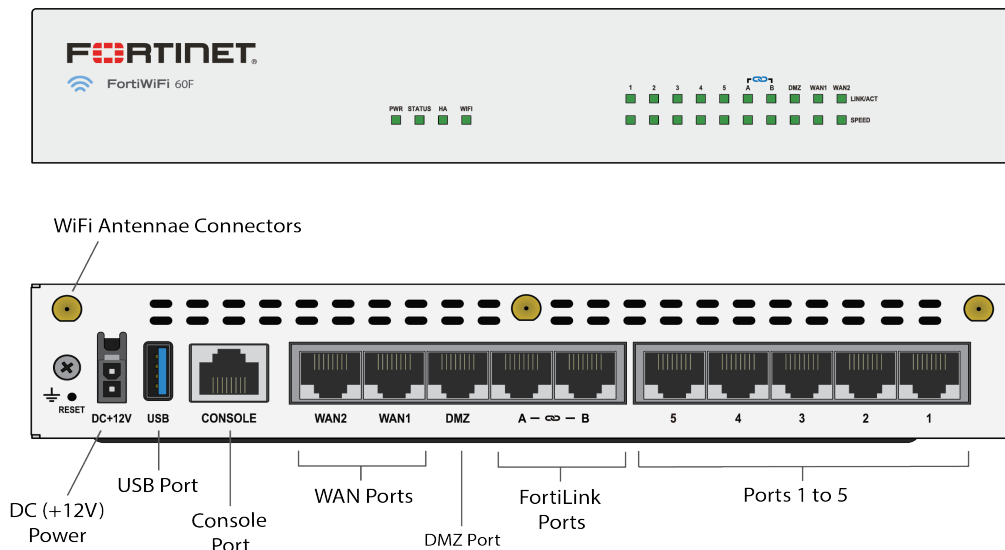 FORTINET
FortiWiFi 60F
1 2 3 4 5 A B DMZ WAN1 WAN2
LINK/ACT
PWR STATUS HA WIFI
SPEED
WiFi Antennae Connectors
RESET
DC+12V USB CONSOLE WAN2 WAN1 DMZ A B 5 4 3 2 1
DC (+12V)
Power
USB Port
Console
Port
WAN Ports
DMZ Port
FortiLink
Ports
Ports 1 to 5